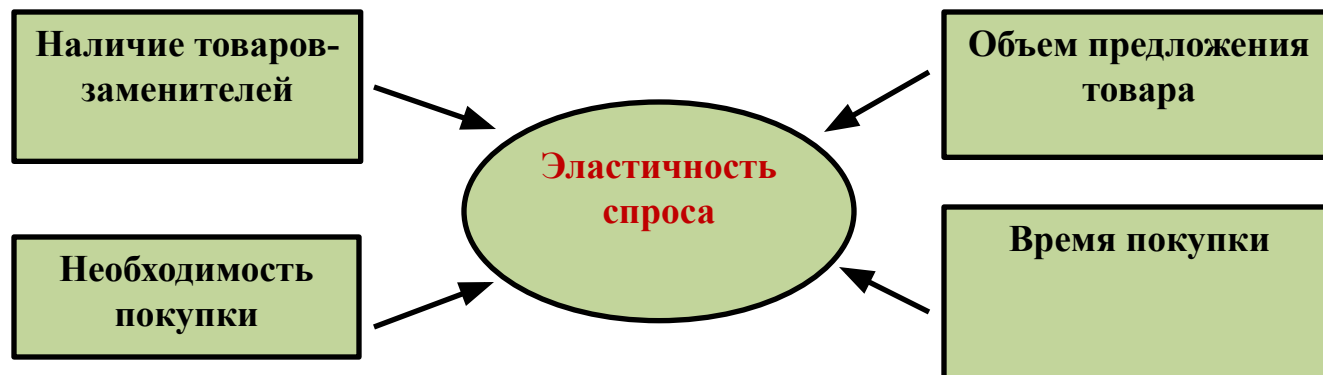 Наличие товаров-
заменителей
Объем предложения
товара
Эластичность
спроса
Необходимость
покупки
Время покупки